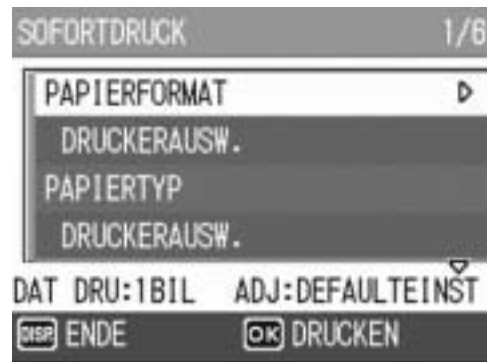 SOFORTDRUCK 1/6
PAPIERFORMAT
DRUCKERAUSW.
PAPIERTYP
DRUCKERAUSW.
DAT DRU:1BIL ADJ:DEFAULTEINST
DISP ENDE OK DRUCKEN